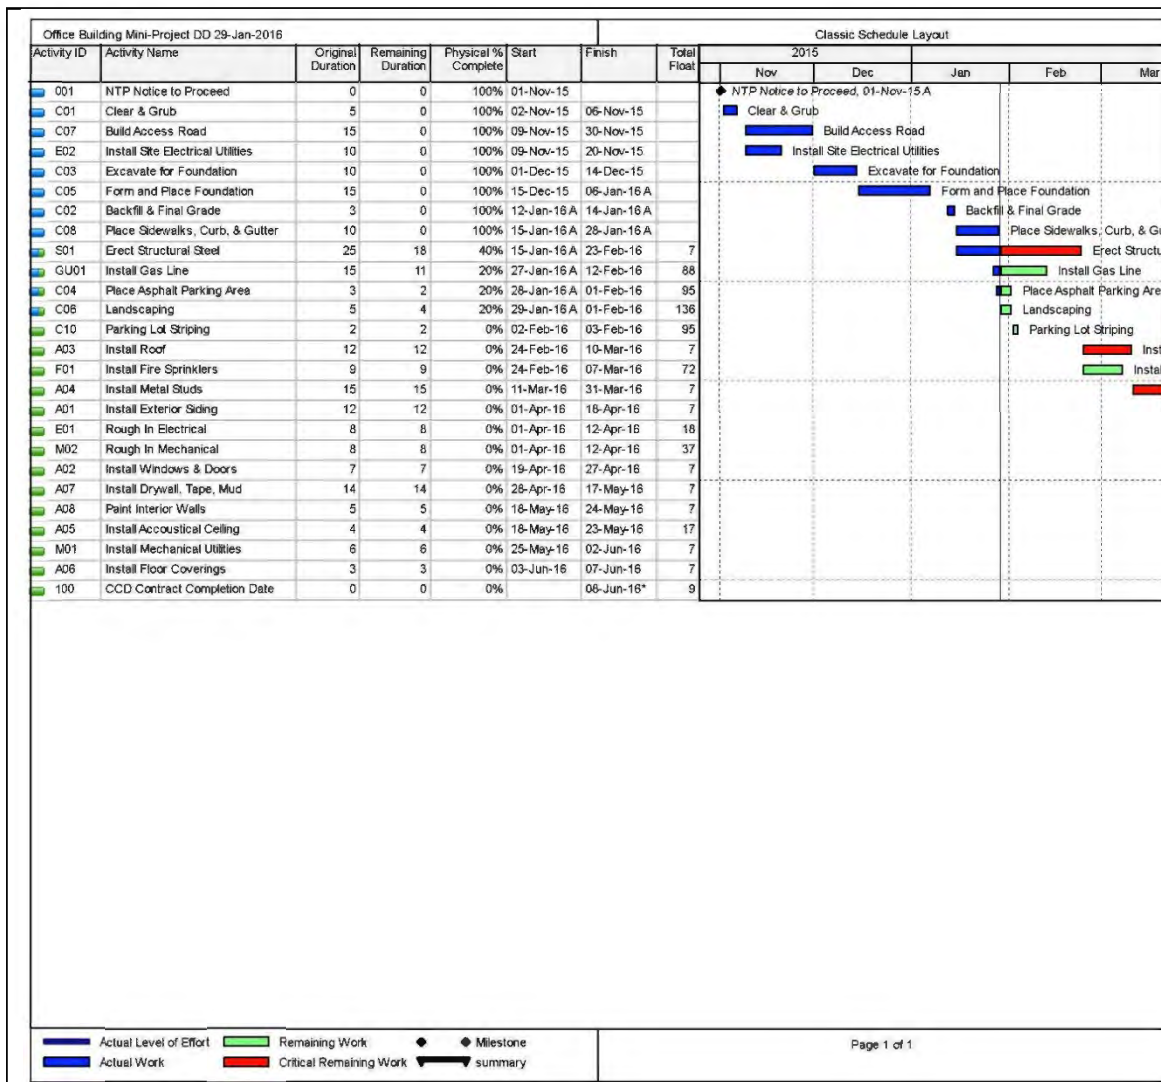 Office Building Mini-Project DD 29-Jan-2016 Classic Schedule Layout
Activity ID Activity Name Original Duration Remaining Duration Physical % Complete Start Finish Total Float 2015
Nov Dec Jan Feb Mar
001 NTP Notice to Proceed 0 0 100% 01-Nov-15 NTP Notice to Proceed, 01-Nov-15 A
C01 Clear & Grub 5 0 100% 02-Nov-15 06-Nov-15 Clear & Grub
C07 Build Access Road 15 0 100% 09-Nov-15 30-Nov-15 Build Access Road
E02 Install Site Electrical Utilities 10 0 100% 09-Nov-15 20-Nov-15 Install Site Electrical Utilities
C03 Excavate for Foundation 10 0 100% 01-Dec-15 14-Dec-15 Excavate for Foundation
C05 Form and Place Foundation 15 0 100% 15-Dec-15 06-Jan-16 A Form and Place Foundation
C02 Backfill & Final Grade 3 0 100% 12-Jan-16 A 14-Jan-16 A Backfill & Final Grade
C08 Place Sidewalks, Curb, & Gutter 10 0 100% 15-Jan-16 A 28-Jan-16 A Place Sidewalks, Curb, & Gu
S01 Erect Structural Steel 25 18 40% 15-Jan-16 A 23-Feb-16 7 Erect Structu
GU01 Install Gas Line 15 11 20% 27-Jan-16 A 12-Feb-16 88 Install Gas Line
C04 Place Asphalt Parking Area 3 2 20% 28-Jan-16 A 01-Feb-16 95 Place Asphalt Parking Are
C06 Landscaping 5 4 20% 29-Jan-16 A 01-Feb-16 136 Landscaping
C10 Parking Lot Striping 2 2 0% 02-Feb-16 03-Feb-16 95 Parking Lot Striping
A03 Install Roof 12 12 0% 24-Feb-16 10-Mar-16 7 Inst
F01 Install Fire Sprinklers 9 9 0% 24-Feb-16 07-Mar-16 72 Instal
A04 Install Metal Studs 15 15 0% 11-Mar-16 31-Mar-16 7
A01 Install Exterior Siding 12 12 0% 01-Apr-16 18-Apr-16 7
E01 Rough In Electrical 8 8 0% 01-Apr-16 12-Apr-16 18
M02 Rough In Mechanical 8 8 0% 01-Apr-16 12-Apr-16 37
A02 Install Windows & Doors 7 7 0% 19-Apr-16 27-Apr-16 7
A07 Install Drywall, Tape, Mud 14 14 0% 28-Apr-16 17-May-16 7
A08 Paint Interior Walls 5 5 0% 18-May-16 24-May-16 7
A05 Install Accoustical Ceiling 4 4 0% 18-May-16 23-May-16 17
M01 Install Mechanical Utilities 6 6 0% 25-May-16 02-Jun-16 7
A06 Install Floor Coverings 3 3 0% 03-Jun-16 07-Jun-16 7
100 CCD Contract Completion Date 0 0 0% 08-Jun-16* 9
Actual Level of Effort Remaining Work Milestone
Actual Work Critical Remaining Work summary
Page 1 of 1